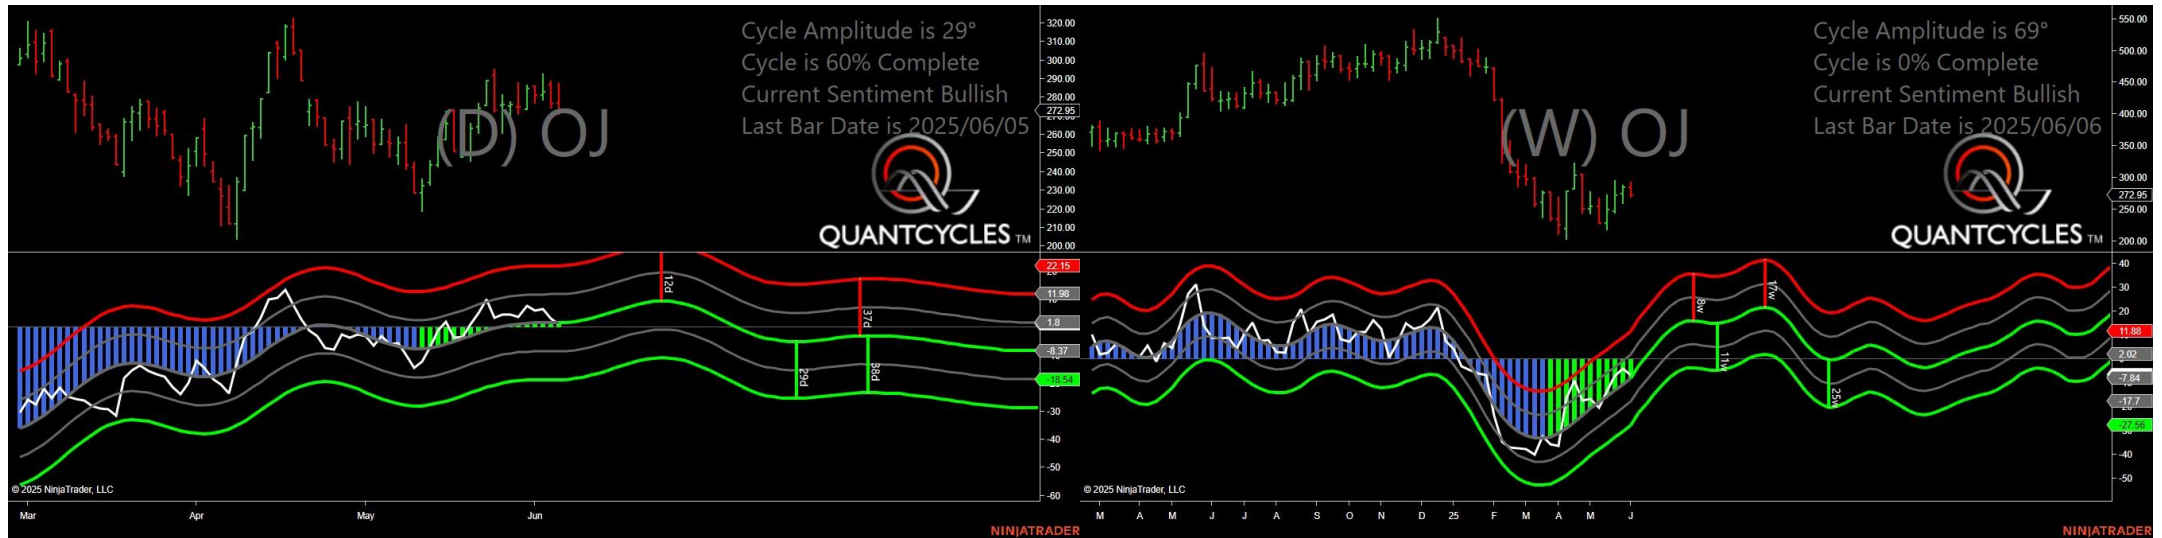 Cycle Amplitude is 29°
Cycle is 60% Complete
Current Sentiment Bullish
Last Bar Date is 2025/06/05
(D) OJ
QUANTCYCLES TM
320.00
310.00
300.00
290.00
280.00
272.95
260.00
250.00
240.00
230.00
220.00
210.00
200.00
22.15
11.98
1.8
-8.37
-18.54
-30
-40
-50
-60
12d
29d
37d
38d
© 2025 NinjaTrader, LLC
Mar Apr May Jun
NINJATRADER
Cycle Amplitude is 69°
Cycle is 0% Complete
Current Sentiment Bullish
Last Bar Date is 2025/06/06
(W) OJ
QUANTCYCLES TM
550.00
500.00
450.00
400.00
350.00
300.00
272.95
250.00
200.00
40
30
20
11.88
2.02
-7.84
-17.7
-27.56
-40
-50
8w
11w
17w
25w
© 2025 NinjaTrader, LLC
M A M J J A S O N D 25 F M A M J
NINJATRADER